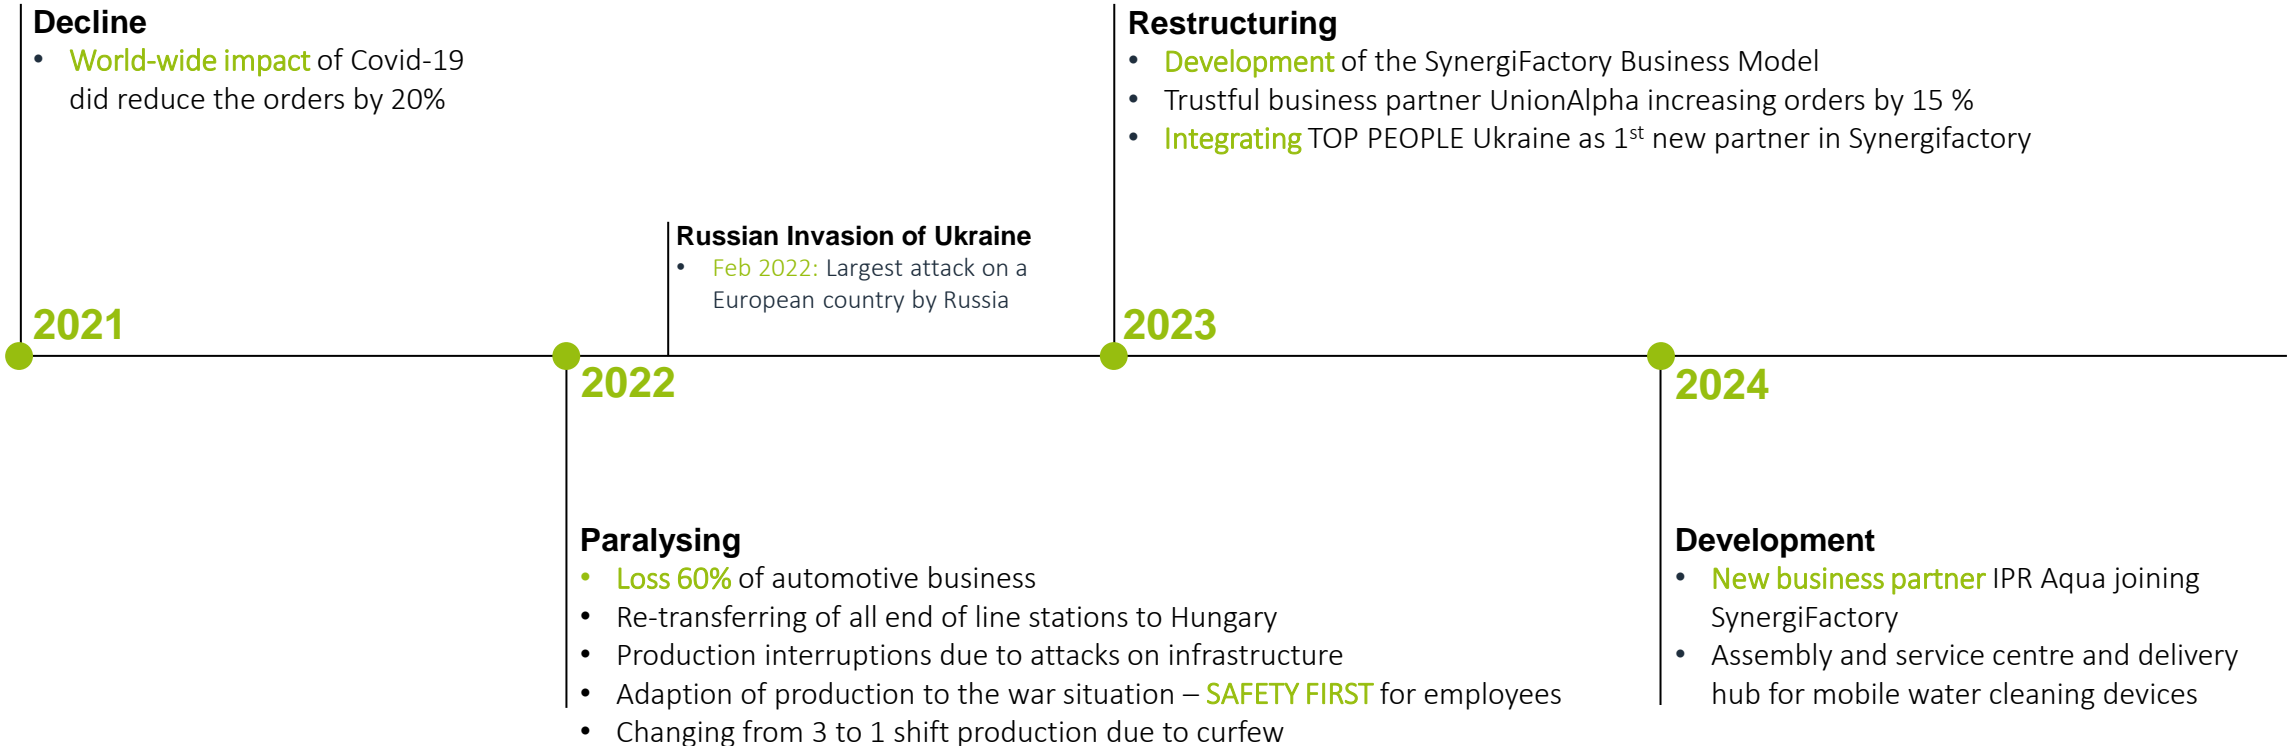 Decline
• World-wide impact of Covid-19
did reduce the orders by 20%
2021
Russian Invasion of Ukraine
• Feb 2022: Largest attack on a
European country by Russia
2022
Paralysing
• Loss 60% of automotive business
• Re-transferring of all end of line stations to Hungary
• Production interruptions due to attacks on infrastructure
• Adaption of production to the war situation – SAFETY FIRST for employees
• Changing from 3 to 1 shift production due to curfew
Restructuring
• Development of the SynergiFactory Business Model
• Trustful business partner UnionAlpha increasing orders by 15 %
• Integrating TOP PEOPLE Ukraine as 1st new partner in Synergifactory
2023
2024
Development
• New business partner IPR Aqua joining
SynergiFactory
• Assembly and service centre and delivery
hub for mobile water cleaning devices